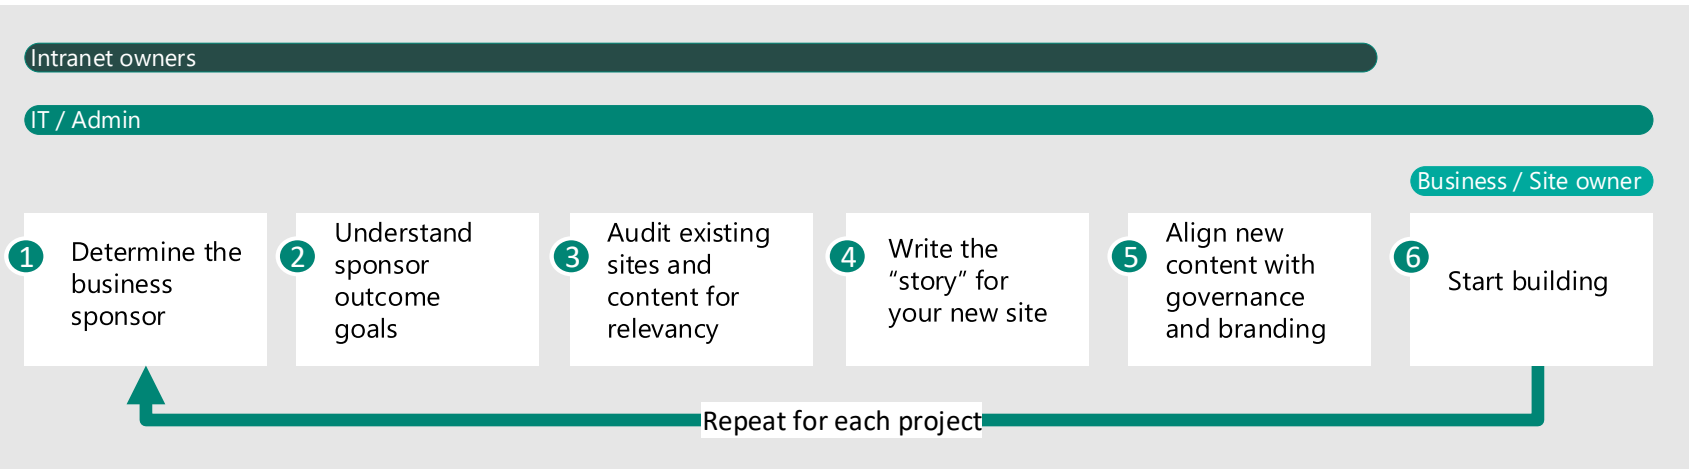 Intranet owners
IT / Admin
Business / Site owner
1
Determine the
business
sponsor
2
Understand
sponsor
outcome
goals
3
Audit existing
sites and
content for
relevancy
4
Write the
“story” for
your new site
5
Align new
content with
governance
and branding
6
Start building
Repeat for each project